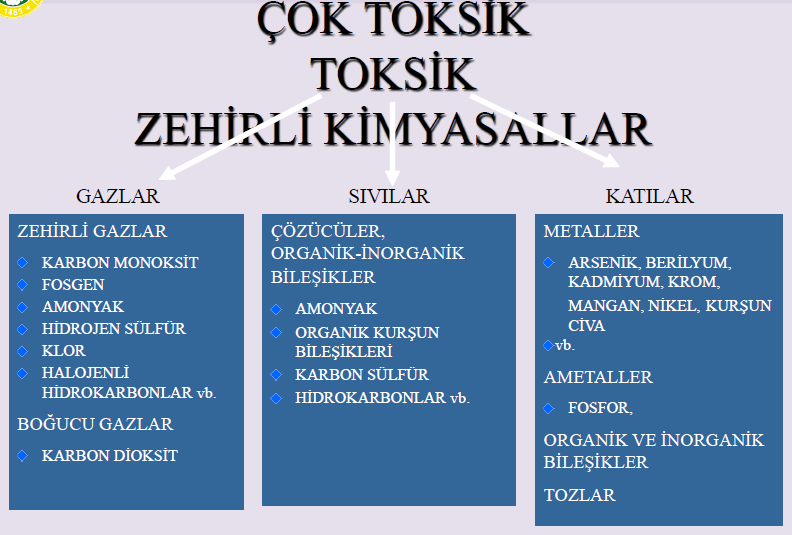 ÇOK TOKSİK
TOKSİK
ZEHİRLİ KİMYASALLAR
GAZLAR
ZEHİRLİ GAZLAR
KARBON MONOKSİT
FOSGEN
AMONYAK
HİDROJEN SÜLFÜR
KLOR
HALOJENLİ
HİDROKARBONLAR vb.
BOĞUCU GAZLAR
KARBON DİOKSİT
SIVILAR
ÇÖZÜCÜLER,
ORGANİK-İNORGANİK
BİLEŞİKLER
AMONYAK
ORGANİK KURŞUN
BİLEŞİKLERİ
KARBON SÜLFÜR
HİDROKARBONLAR vb.
KATILAR
METALLER
ARSENİK, BERİLYUM,
KADMİYUM, KROM,
MANGAN, NİKEL, KURŞUN
CİVA
vb.
AMETALLER
FOSFOR,
ORGANİK VE İNORGANİK
BİLEŞİKLER
TOZLAR